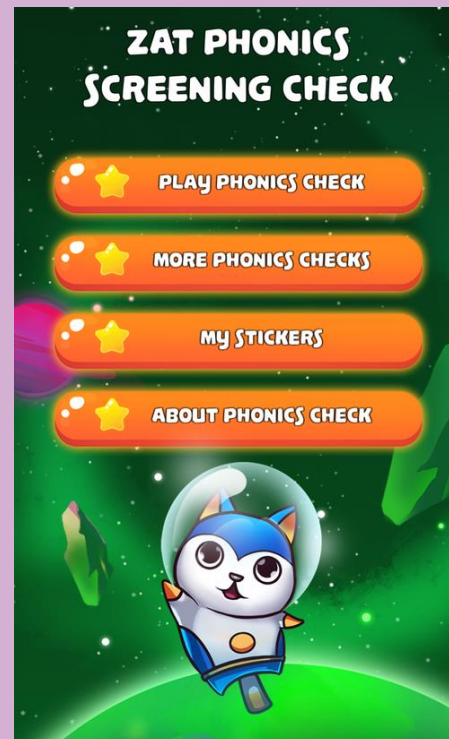 ZAT PHONICS
SCREENING CHECK
PLAY PHONICS CHECK
MORE PHONICS CHECKS
MY STICKERS
ABOUT PHONICS CHECK